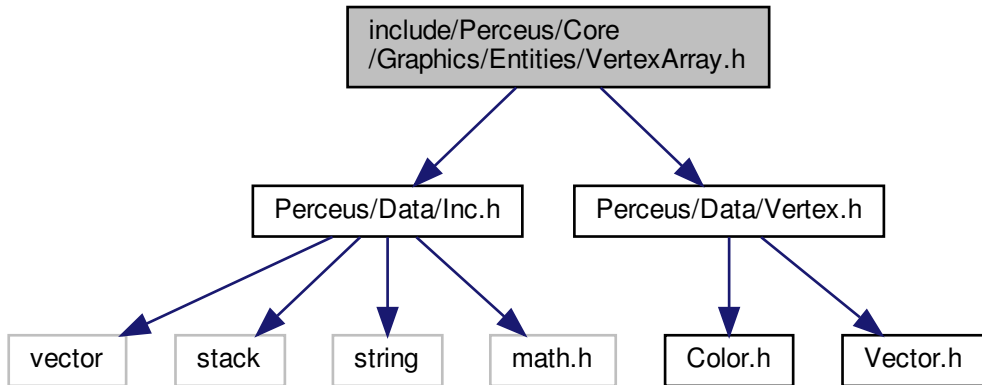 include/Perceus/Core
/Graphics/Entities/VertexArray.h
Perceus/Data/Inc.h
Perceus/Data/Vertex.h
vector
stack
string
math.h
Color.h
Vector.h